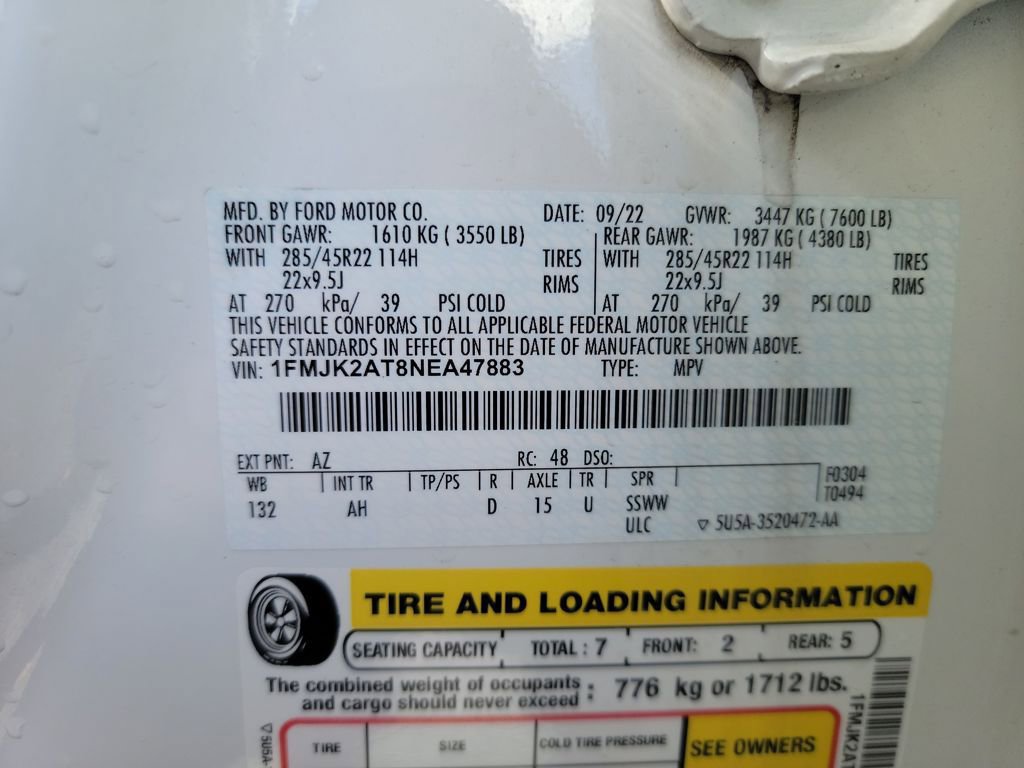 MFD. BY FORD MOTOR CO. DATE: 09/22 GVWR: 3447 KG ( 7600 LB)
FRONT GAWR: 1610 KG ( 3550 LB) REAR GAWR: 1987 KG ( 4380 LB)
WITH 285/45R22 114H TIRES WITH 285/45R22 114H TIRES
22x9.5J RIMS 22x9.5J RIMS
AT 270 kPa/ 39 PSI COLD AT 270 kPa/ 39 PSI COLD
THIS VEHICLE CONFORMS TO ALL APPLICABLE FEDERAL MOTOR VEHICLE
SAFETY STANDARDS IN EFFECT ON THE DATE OF MANUFACTURE SHOWN ABOVE.
VIN: 1FMJK2AT8NEA47883 TYPE: MPV
EXT PNT: AZ RC: 48 DSO:
WB INT TR TP/PS R AXLE TR SPR F0304
T0494
132 AH D 15 U SSWW
ULC ▽ 5U5A-3520472-AA
TIRE AND LOADING INFORMATION
SEATING CAPACITY TOTAL : 7 FRONT: 2 REAR: 5
The combined weight of occupants
and cargo should never exceed : 776 kg or 1712 lbs.
TIRE SIZE COLD TIRE PRESSURE SEE OWNERS
▽ 5U5A-
1FMJK2AT